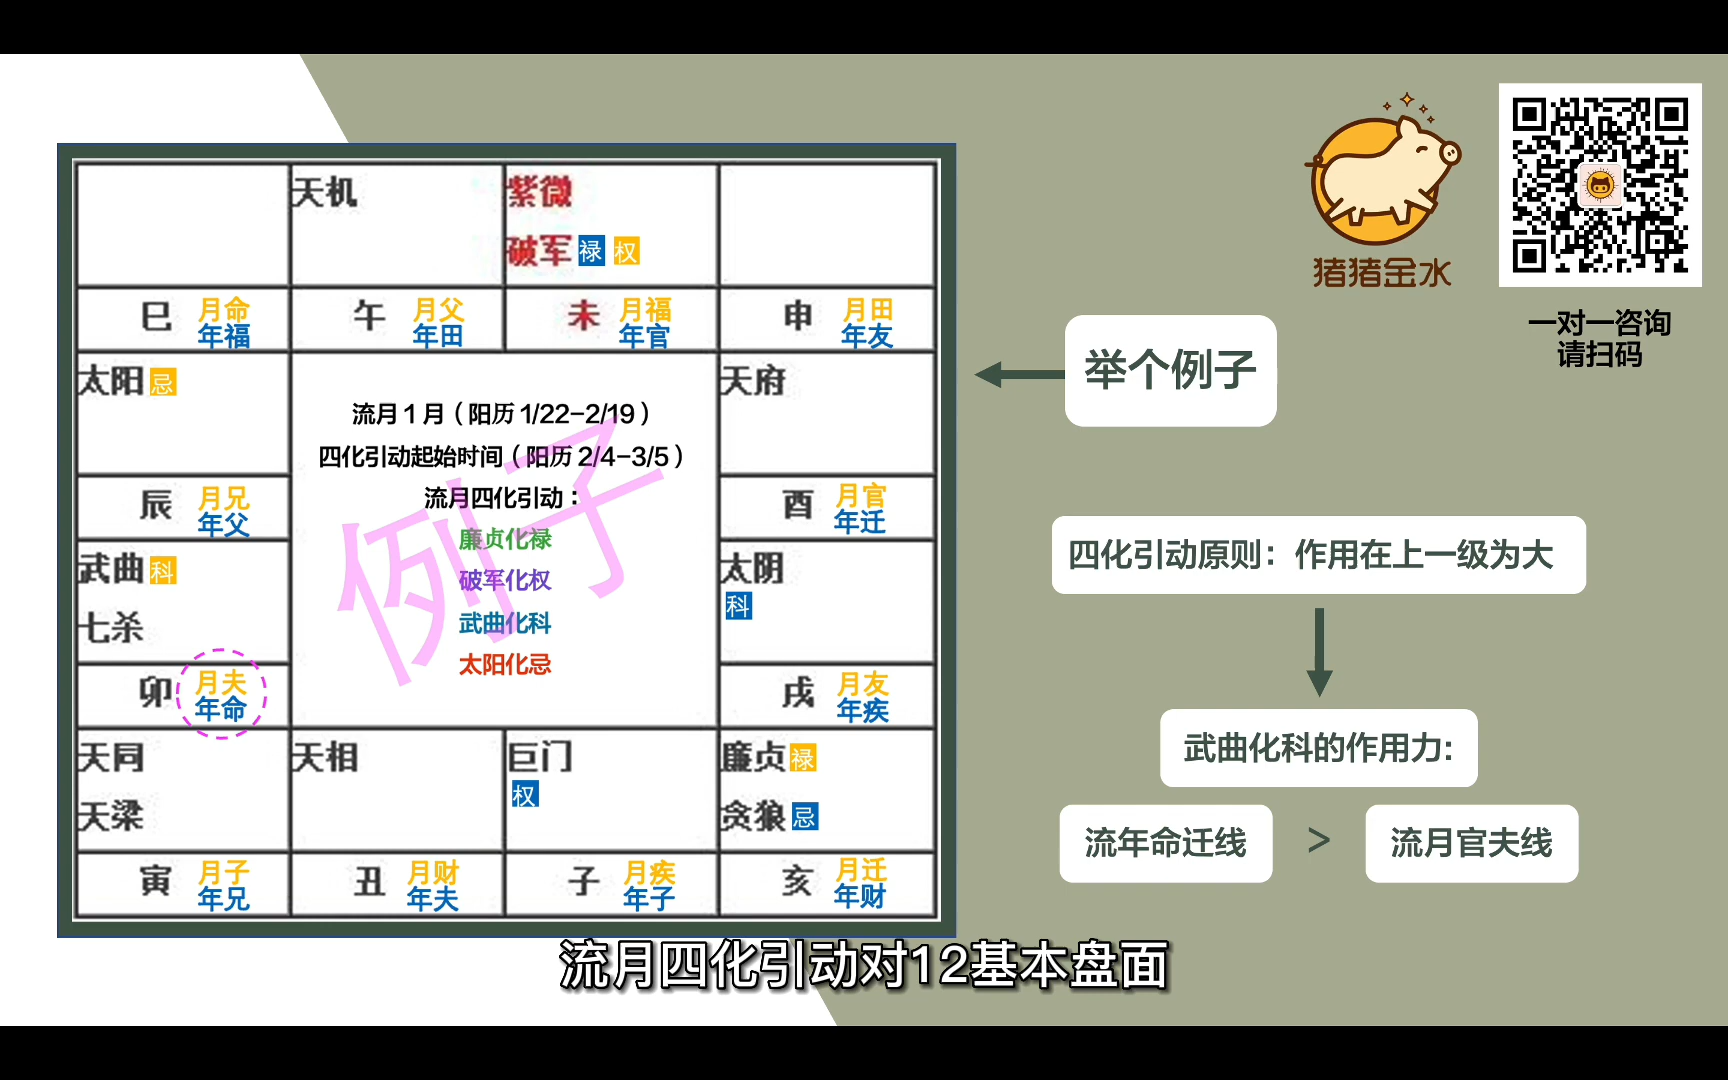 天机
紫微
破军 禄 权
巳 月命
年福
午 月父
年田
未 月福
年官
申 月田
年友
太阳 忌
天府
辰 月兄
年父
酉 月官
年迁
武曲 科
七杀
太阴
科
卯 月夫
年命
戌 月友
年疾
天同
天梁
天相
巨门
权
廉贞 禄
贪狼 忌
寅 月子
年兄
丑 月财
年夫
子 月疾
年子
亥 月迁
年财
流月1月（阳历1/22-2/19）
四化引动起始时间（阳历2/4-3/5）
流月四化引动：
廉贞化禄
破军化权
武曲化科
太阳化忌
例子
猪猪金水
一对一咨询
请扫码
举个例子
四化引动原则：作用在上一级为大
武曲化科的作用力:
流年命迁线 > 流月官夫线
流月四化引动对12基本盘面